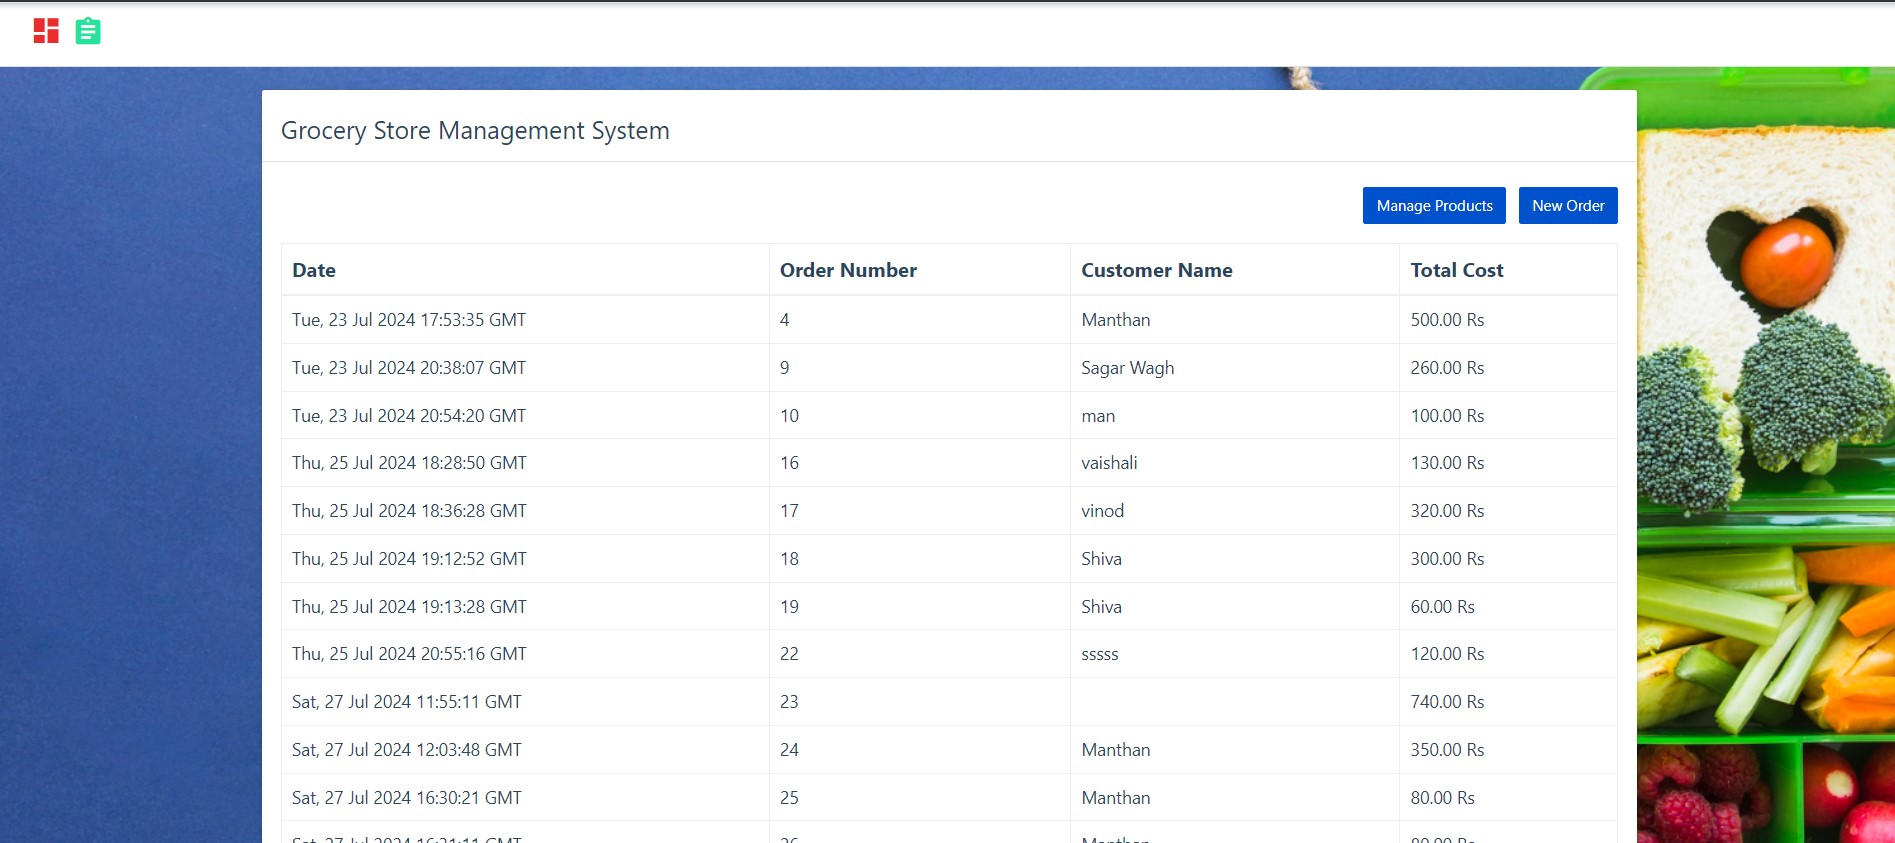 Grocery Store Management System
Manage Products New Order
Date Order Number Customer Name Total Cost
Tue, 23 Jul 2024 17:53:35 GMT 4 Manthan 500.00 Rs
Tue, 23 Jul 2024 20:38:07 GMT 9 Sagar Wagh 260.00 Rs
Tue, 23 Jul 2024 20:54:20 GMT 10 man 100.00 Rs
Thu, 25 Jul 2024 18:28:50 GMT 16 vaishali 130.00 Rs
Thu, 25 Jul 2024 18:36:28 GMT 17 vinod 320.00 Rs
Thu, 25 Jul 2024 19:12:52 GMT 18 Shiva 300.00 Rs
Thu, 25 Jul 2024 19:13:28 GMT 19 Shiva 60.00 Rs
Thu, 25 Jul 2024 20:55:16 GMT 22 sssss 120.00 Rs
Sat, 27 Jul 2024 11:55:11 GMT 23 740.00 Rs
Sat, 27 Jul 2024 12:03:48 GMT 24 Manthan 350.00 Rs
Sat, 27 Jul 2024 16:30:21 GMT 25 Manthan 80.00 Rs